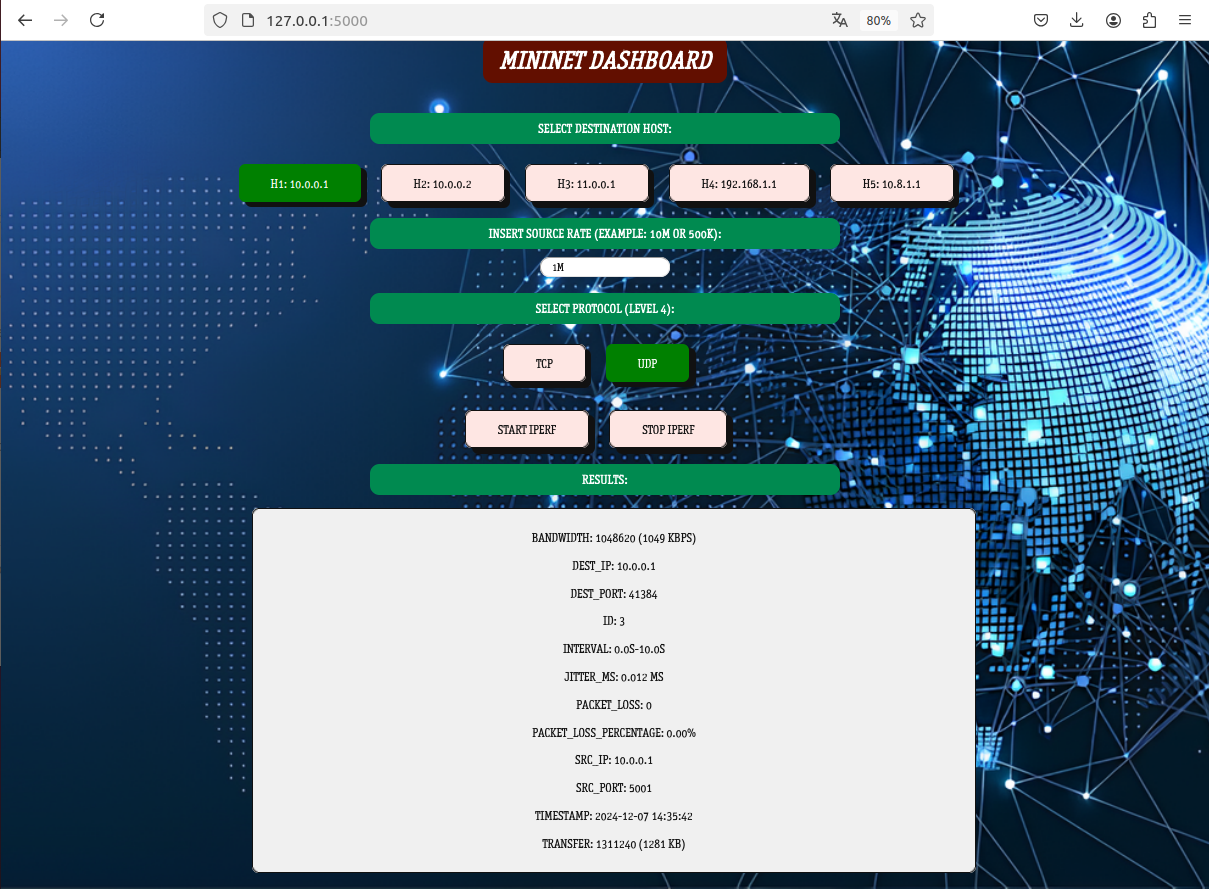 127.0.0.1:5000 80%
MININET DASHBOARD
SELECT DESTINATION HOST:
H1: 10.0.0.1 H2: 10.0.0.2 H3: 11.0.0.1 H4: 192.168.1.1 H5: 10.8.1.1
INSERT SOURCE RATE (EXAMPLE: 10M OR 500K):
1M
SELECT PROTOCOL (LEVEL 4):
TCP UDP
START IPERF STOP IPERF
RESULTS:
BANDWIDTH: 1048620 (1049 KBPS)
DEST_IP: 10.0.0.1
DEST_PORT: 41384
ID: 3
INTERVAL: 0.0S-10.0S
JITTER_MS: 0.012 MS
PACKET_LOSS: 0
PACKET_LOSS_PERCENTAGE: 0.00%
SRC_IP: 10.0.0.1
SRC_PORT: 5001
TIMESTAMP: 2024-12-07 14:35:42
TRANSFER: 1311240 (1281 KB)